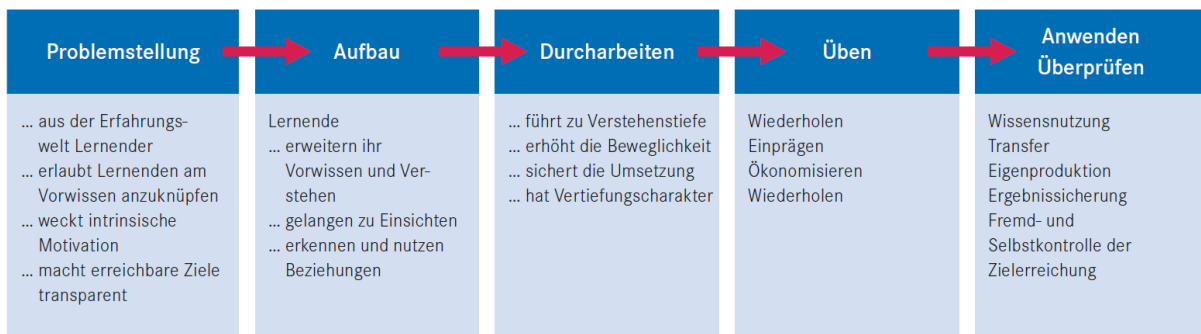 Problemstellung
... aus der Erfahrungs-
welt Lernender
... erlaubt Lernenden am
Vorwissen anzuknüpfen
... weckt intrinsische
Motivation
... macht erreichbare Ziele
transparent
Aufbau
Lernende
... erweitern ihr
Vorwissen und Ver-
stehen
... gelangen zu Einsichten
... erkennen und nutzen
Beziehungen
Durcharbeiten
... führt zu Verstehenstiefe
... erhöht die Beweglichkeit
... sichert die Umsetzung
... hat Vertiefungscharakter
Üben
Wiederholen
Einprägen
Ökonomisieren
Wiederholen
Anwenden
Überprüfen
Wissensnutzung
Transfer
Eigenproduktion
Ergebnissicherung
Fremd- und
Selbstkontrolle der
Zielerreichung